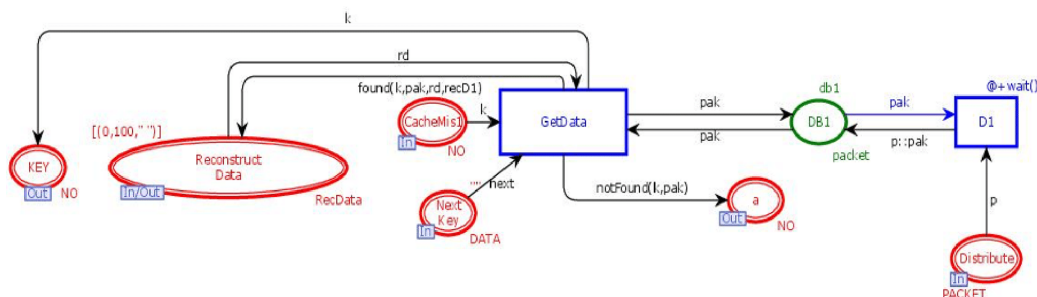 k
rd
found(k,pak,rd,recD1)
[(0,100,"")]
db1
@+wait()
KEY
Out
NO
Reconstruct
Data
In/Out
RecData
CacheMis1
In
NO
k
GetData
pak
pak
DB1
packet
pak
p::pak
D1
"" next
Next
Key
In
DATA
notFound(k,pak)
a
Out
NO
p
Distribute
In
PACKET